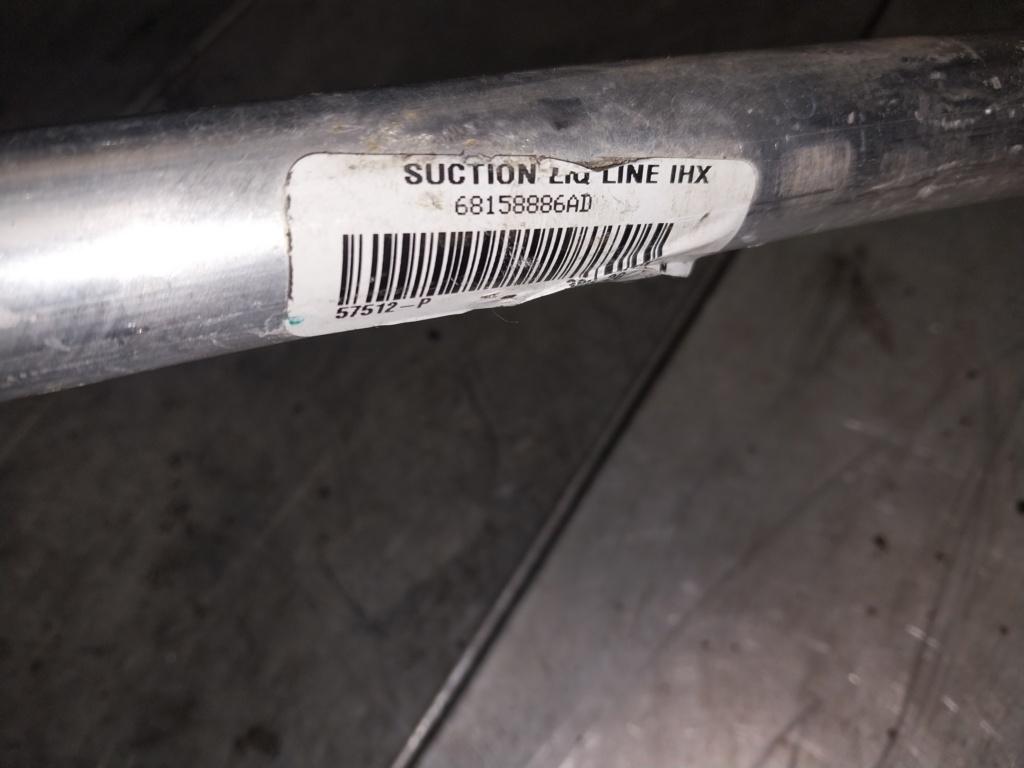 SUCTION LIQ LINE IHX
68158886AD
57512-P